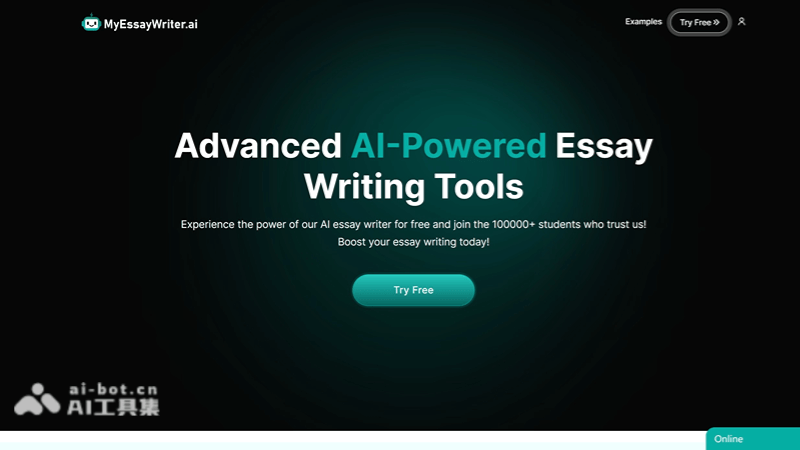 MyEssayWriter.ai
Examples
Try Free
Advanced AI-Powered Essay
Writing Tools
Experience the power of our AI essay writer for free and join the 100000+ students who trust us!
Boost your essay writing today!
Try Free
ai-bot.cn
AI工具集
Online